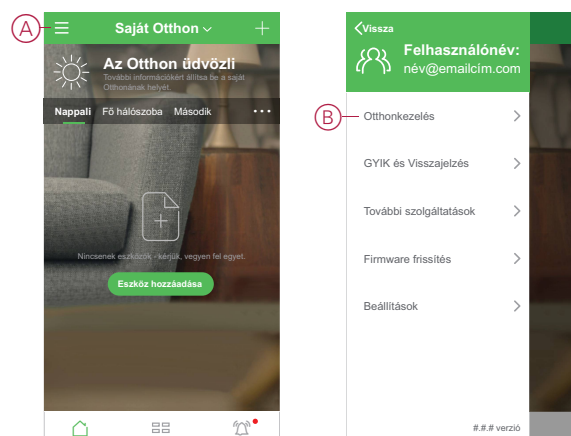 A
Saját Otthon
Az Otthon üdvözli
További információkért állítsa be a saját
Otthonának helyét.
Nappali Fő hálószoba Második
Nincsenek eszközök - kérjük, vegyen fel egyet.
Eszköz hozzáadása
Vissza
Felhasználónév:
név@emailcim.com
B
Otthonkezelés
GYIK és Visszajelzés
További szolgáltatások
Firmware frissítés
Beállítások
#.#.# verzió